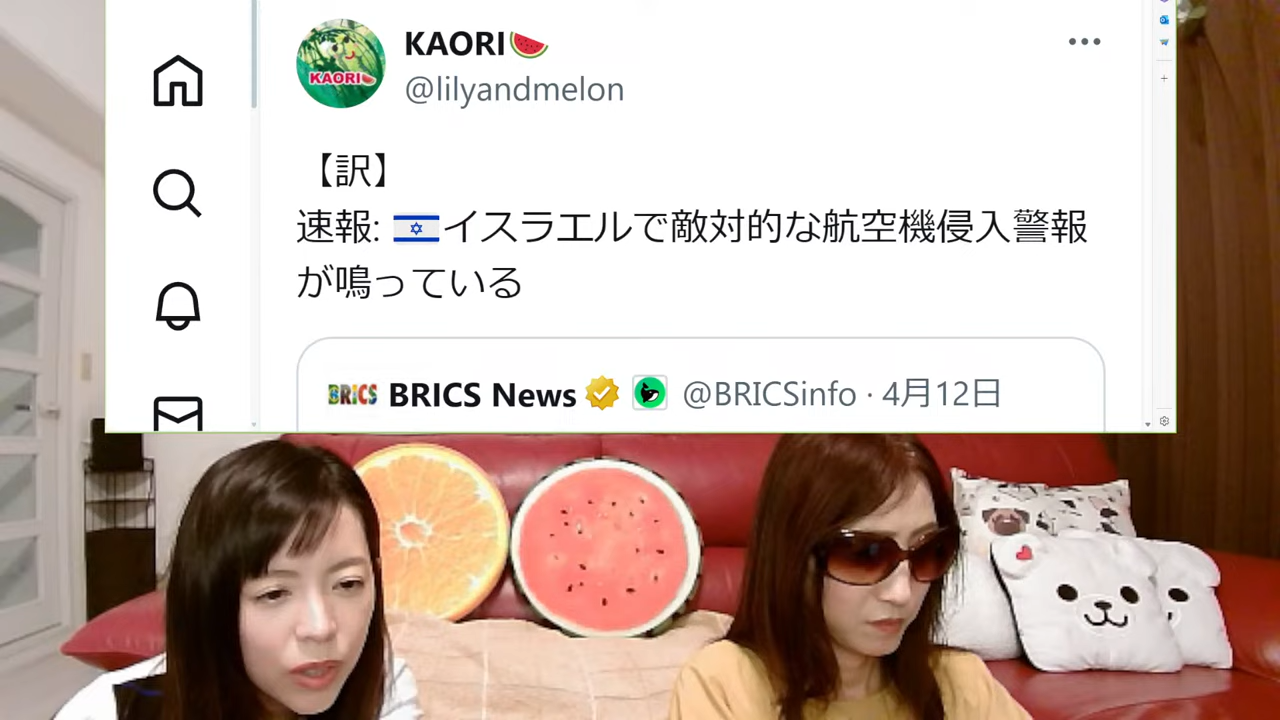 KAORI🍉
@lilyandmelon
KAORI🍉
【訳】
速報: 🇮🇱イスラエルで敵対的な航空機侵入警報
が鳴っている
BRICS
BRICS News
@BRICSinfo · 4月12日